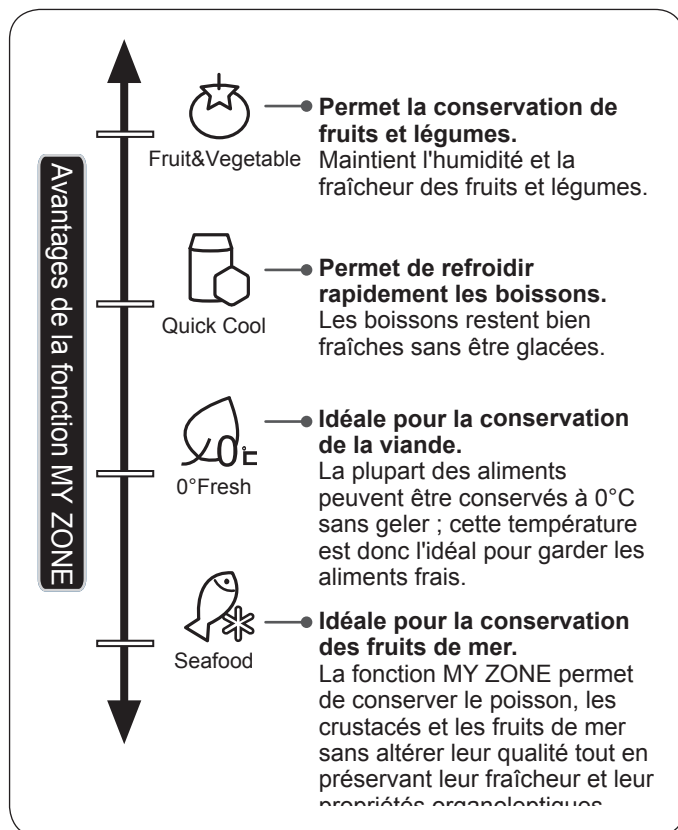 Avantages de la fonction MY ZONE
Fruit&Vegetable
Permet la conservation de
fruits et légumes.
Maintient l'humidité et la
fraîcheur des fruits et légumes.
Quick Cool
Permet de refroidir
rapidement les boissons.
Les boissons restent bien
fraîches sans être glacées.
0°Fresh
Idéale pour la conservation
de la viande.
La plupart des aliments
peuvent être conservés à 0°C
sans geler ; cette température
est donc l'idéal pour garder les
aliments frais.
Seafood
Idéale pour la conservation
des fruits de mer.
La fonction MY ZONE permet
de conserver le poisson, les
crustacés et les fruits de mer
sans altérer leur qualité tout en
préservant leur fraîcheur et leur
propriétés organoleptiques